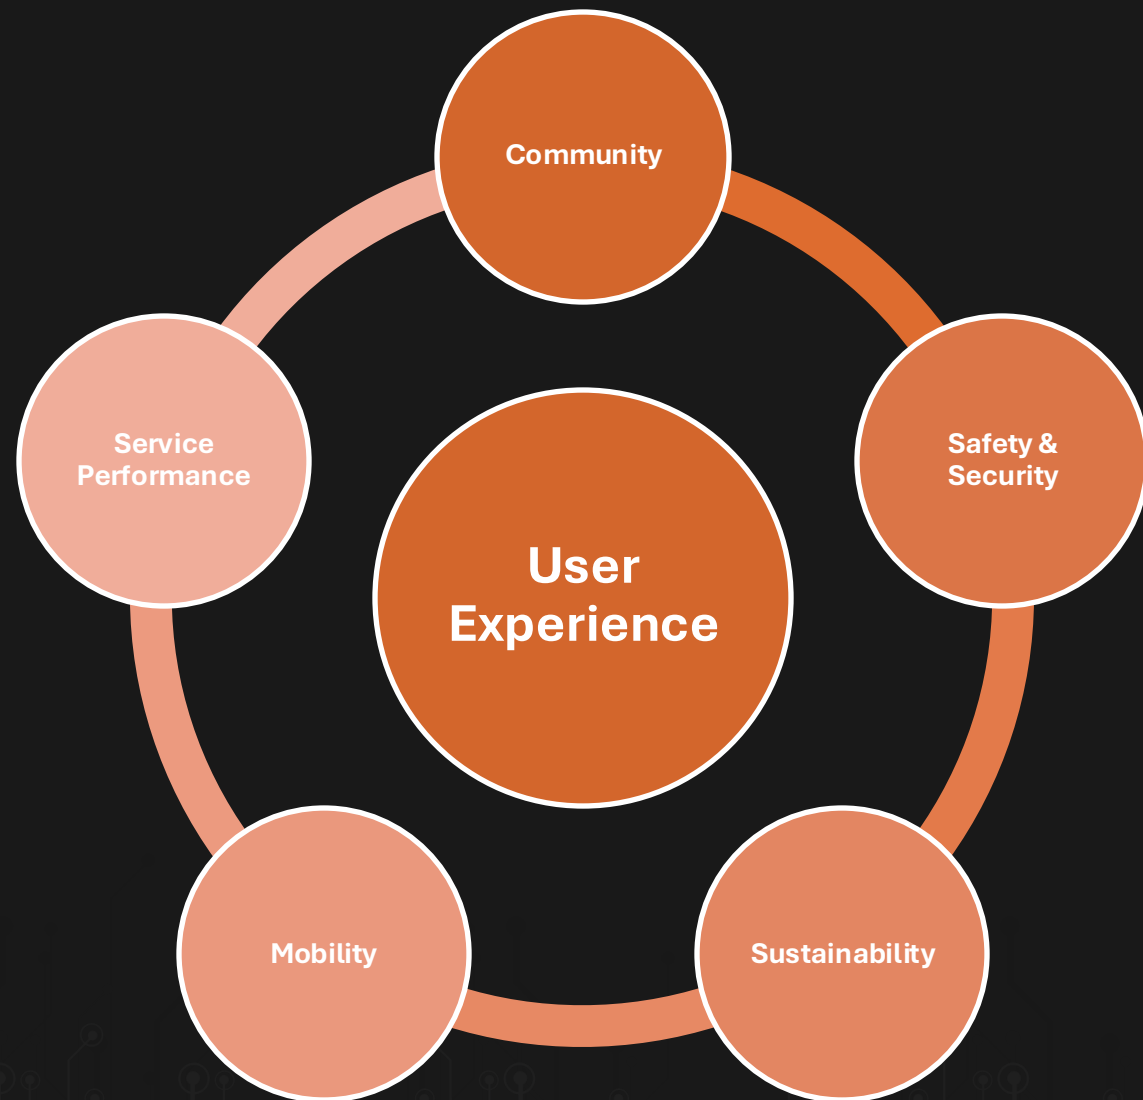 Community
Service
Performance
Safety &
Security
User
Experience
Mobility
Sustainability